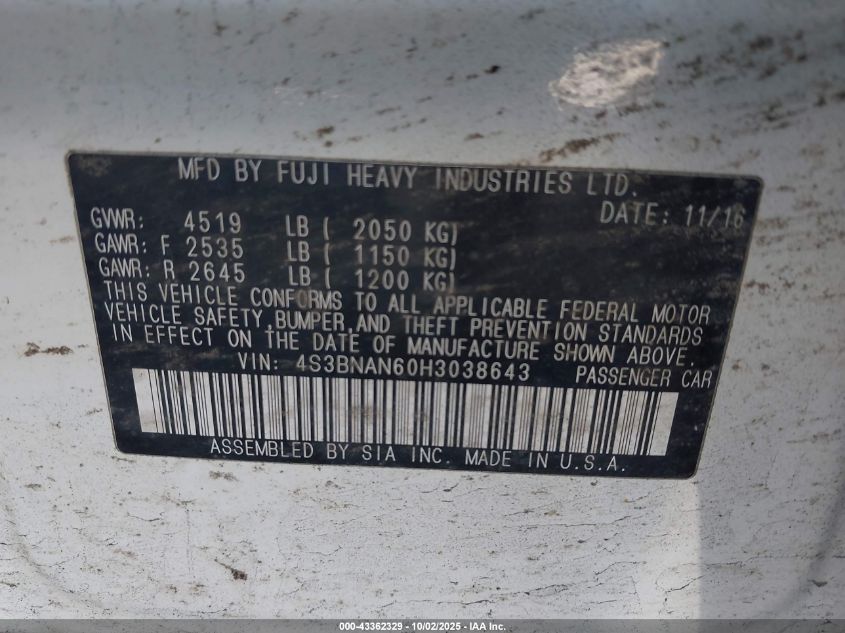 MFD BY FUJI HEAVY INDUSTRIES LTD.
DATE: 11/16
GVWR: 4519 LB ( 2050 KG)
GAWR: F 2535 LB ( 1150 KG)
GAWR: R 2645 LB ( 1200 KG)
THIS VEHICLE CONFORMS TO ALL APPLICABLE FEDERAL MOTOR
VEHICLE SAFETY, BUMPER, AND THEFT PREVENTION STANDARDS
IN EFFECT ON THE DATE OF MANUFACTURE SHOWN ABOVE.
VIN: 4S3BNAN60H3038643 PASSENGER CAR
ASSEMBLED BY SIA INC. MADE IN U.S.A.
000-43362329 - 10/02/2025 - IAA Inc.